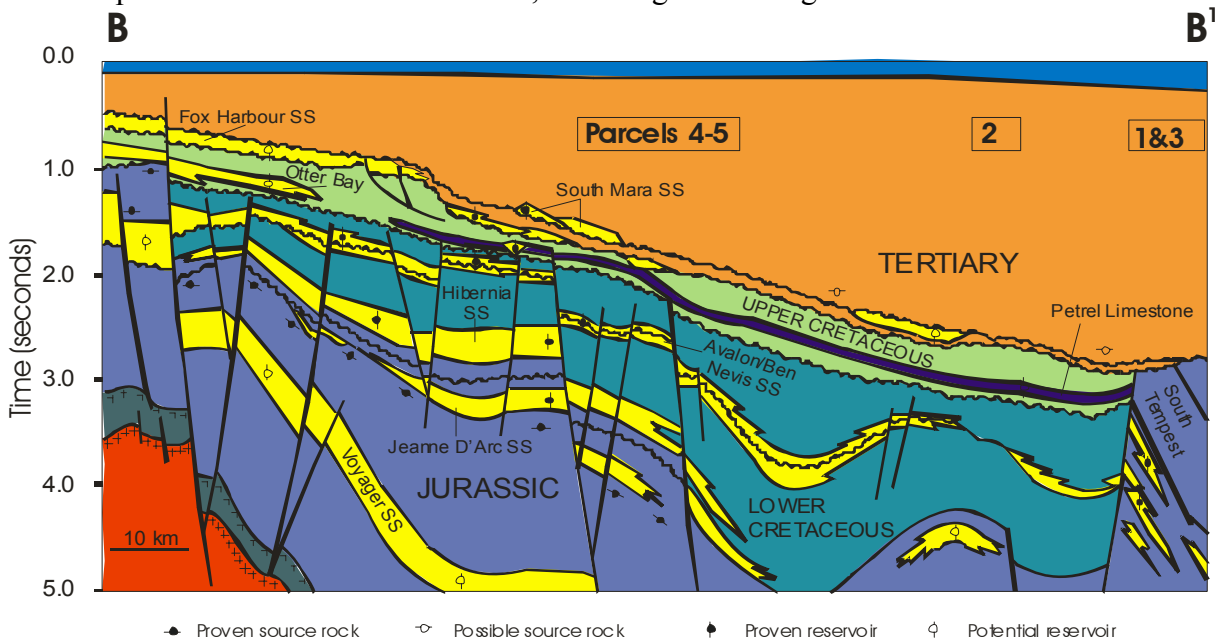 B
B1
0.0
1.0
2.0
3.0
4.0
5.0
Time (seconds)
Fox Harbour SS
Otter Bay
Parcels 4-5
2
1&3
South Mara SS
TERTIARY
Hibernia
SS
UPPER CRETACEOUS
Petrel Limestone
Avalon/Ben
Nevis SS
South
Tempest
Jeanne D'Arc SS
Voyager SS
JURASSIC
LOWER
CRETACEOUS
10 km
Proven source rock
Possible source rock
Proven reservoir
Potential reservoir